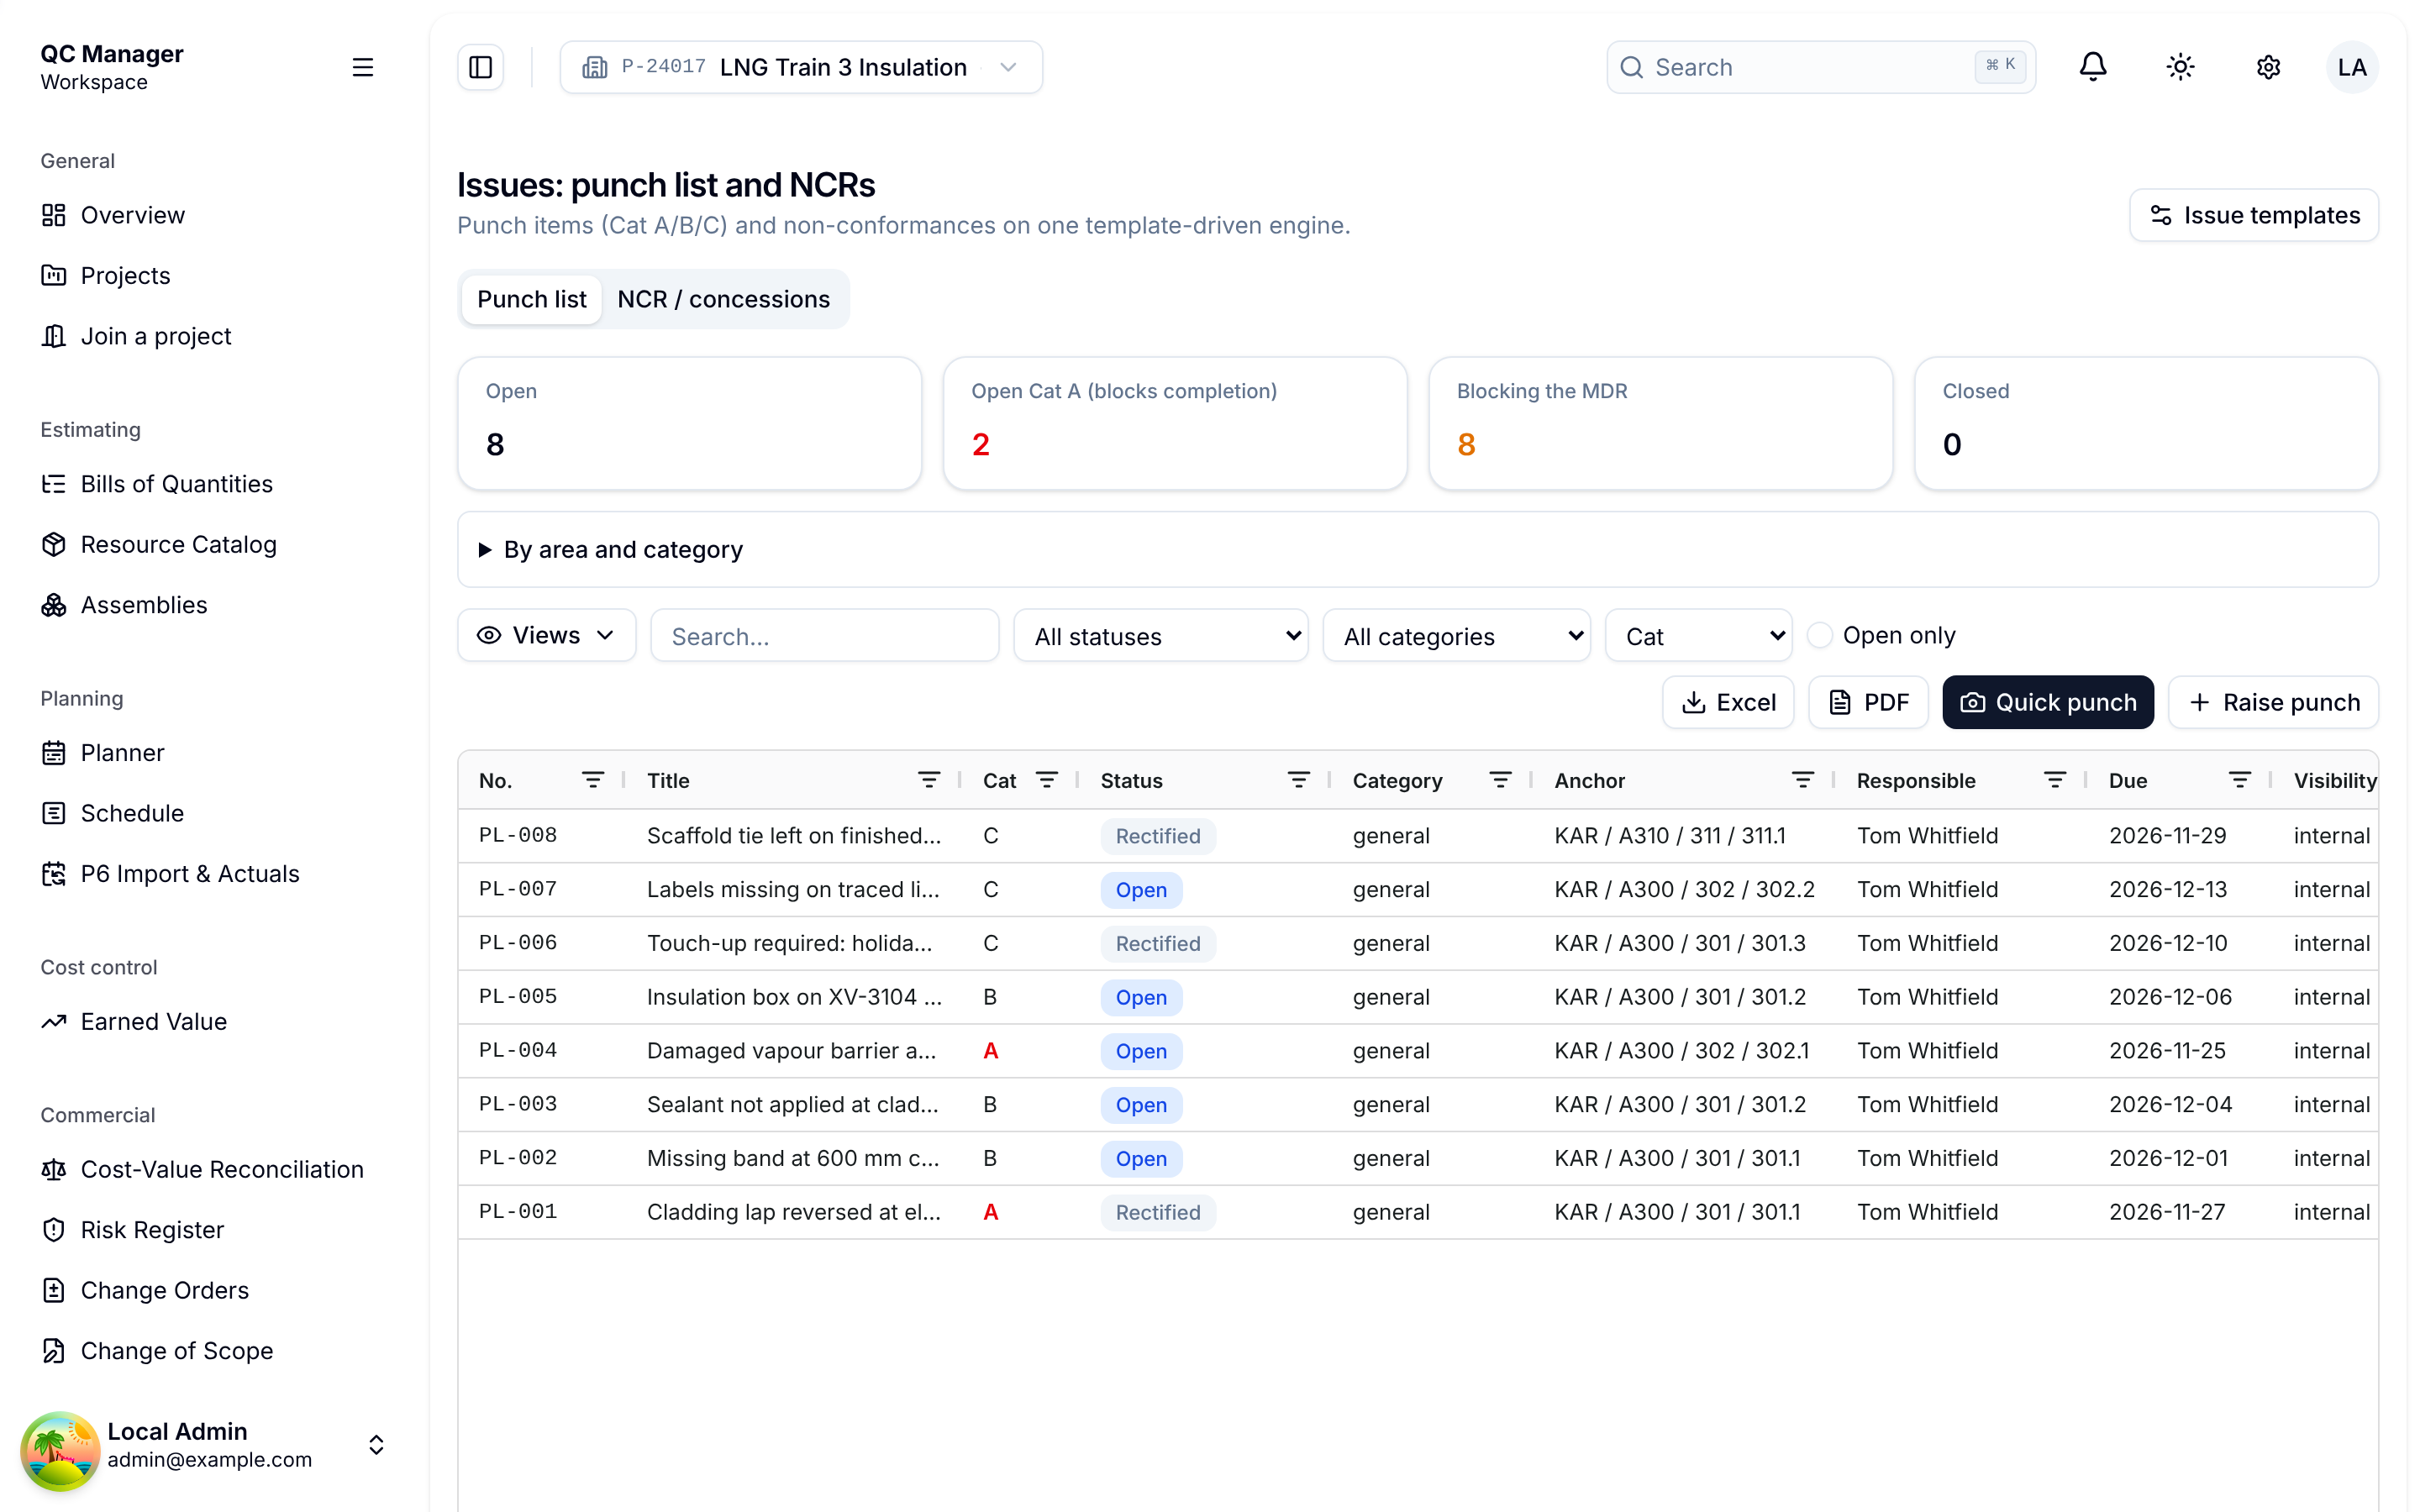 QC Manager
Workspace
General
Overview
Projects
Join a project
Estimating
Bills of Quantities
Resource Catalog
Assemblies
Planning
Planner
Schedule
P6 Import & Actuals
Cost control
Earned Value
Commercial
Cost-Value Reconciliation
Risk Register
Change Orders
Change of Scope
Local Admin
admin@example.com
P-24017 LNG Train 3 Insulation
Search ⌘ K
LA
Issues: punch list and NCRs
Punch items (Cat A/B/C) and non-conformances on one template-driven engine.
Issue templates
Punch list NCR / concessions
Open Open Cat A (blocks completion) Blocking the MDR Closed
8 2 8 0
By area and category
Views Search... All statuses All categories Cat Open only
Excel PDF Quick punch + Raise punch
No. Title Cat Status Category Anchor Responsible Due Visibility
PL-008 Scaffold tie left on finished... C Rectified general KAR / A310 / 311 / 311.1 Tom Whitfield 2026-11-29 internal
PL-007 Labels missing on traced li... C Open general KAR / A300 / 302 / 302.2 Tom Whitfield 2026-12-13 internal
PL-006 Touch-up required: holida... C Rectified general KAR / A300 / 301 / 301.3 Tom Whitfield 2026-12-10 internal
PL-005 Insulation box on XV-3104 ... B Open general KAR / A300 / 301 / 301.2 Tom Whitfield 2026-12-06 internal
PL-004 Damaged vapour barrier a... A Open general KAR / A300 / 302 / 302.1 Tom Whitfield 2026-11-25 internal
PL-003 Sealant not applied at clad... B Open general KAR / A300 / 301 / 301.2 Tom Whitfield 2026-12-04 internal
PL-002 Missing band at 600 mm c... B Open general KAR / A300 / 301 / 301.1 Tom Whitfield 2026-12-01 internal
PL-001 Cladding lap reversed at el... A Rectified general KAR / A300 / 301 / 301.1 Tom Whitfield 2026-11-27 internal